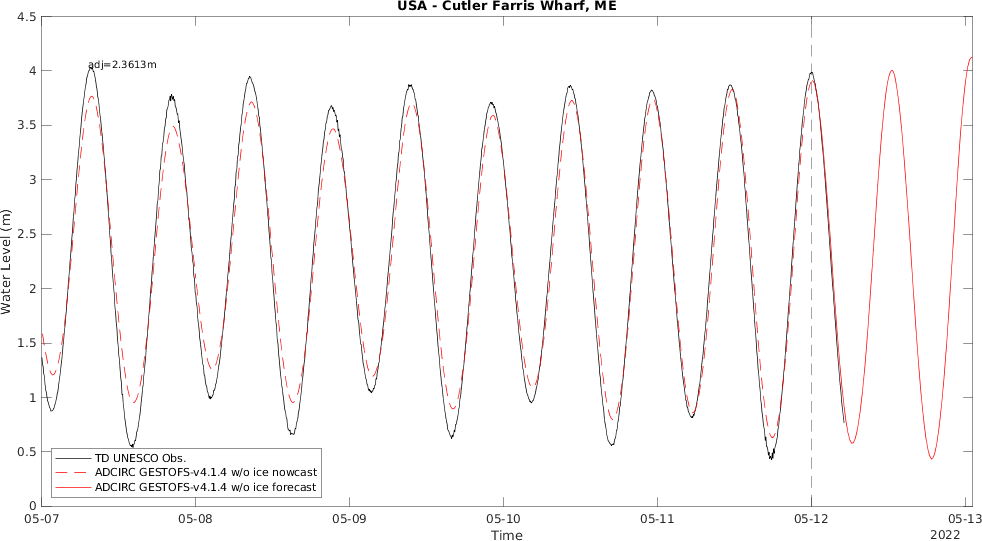 USA - Cutler Farris Wharf, ME
adj=2.3613m
4.5
4
3.5
3
2.5
2
1.5
1
0.5
0
Water Level (m)
TD UNESCO Obs.
ADCIRC GESTOFS-v4.1.4 w/o ice nowcast
ADCIRC GESTOFS-v4.1.4 w/o ice forecast
05-07 05-08 05-09 05-10 05-11 05-12 05-13
Time
2022